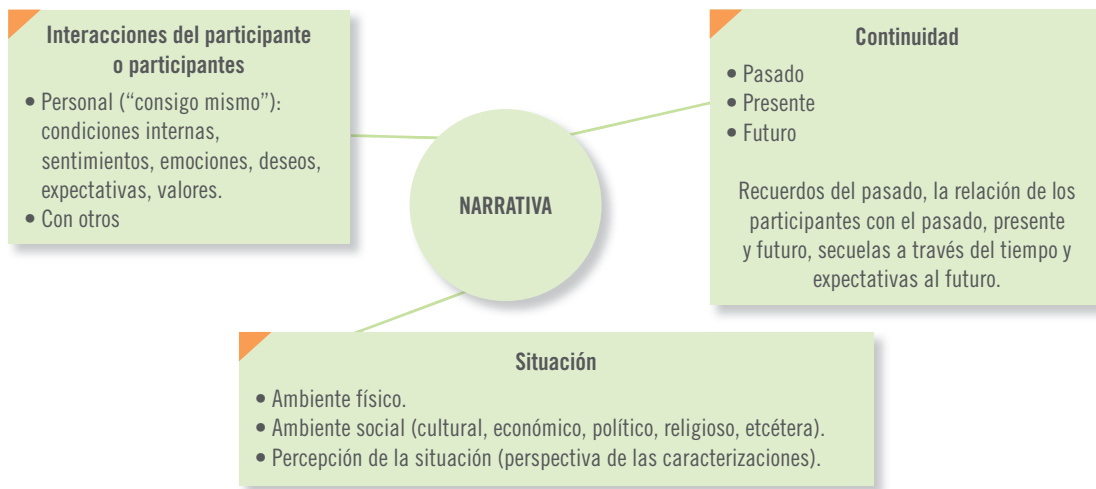 Interacciones del participante
o participantes
• Personal (“consigo mismo”):
condiciones internas,
sentimientos, emociones, deseos,
expectativas, valores.
• Con otros
NARRATIVA
Continuidad
• Pasado
• Presente
• Futuro
Recuerdos del pasado, la relación de los
participantes con el pasado, presente
y futuro, secuelas a través del tiempo y
expectativas al futuro.
Situación
• Ambiente físico.
• Ambiente social (cultural, económico, político, religioso, etcétera).
• Percepción de la situación (perspectiva de las caracterizaciones).